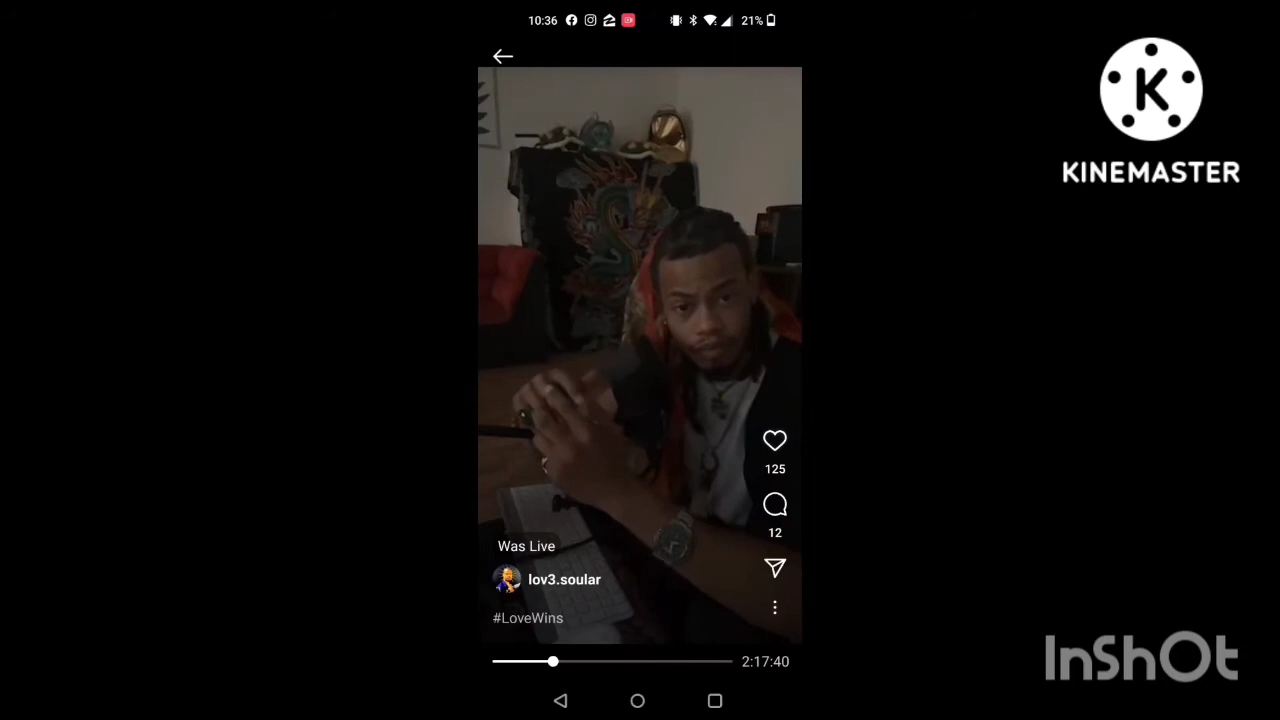 10:36
21%
K
KINEMASTER
125
12
Was Live
lov3.soular
#LoveWins
2:17:40
InShOt